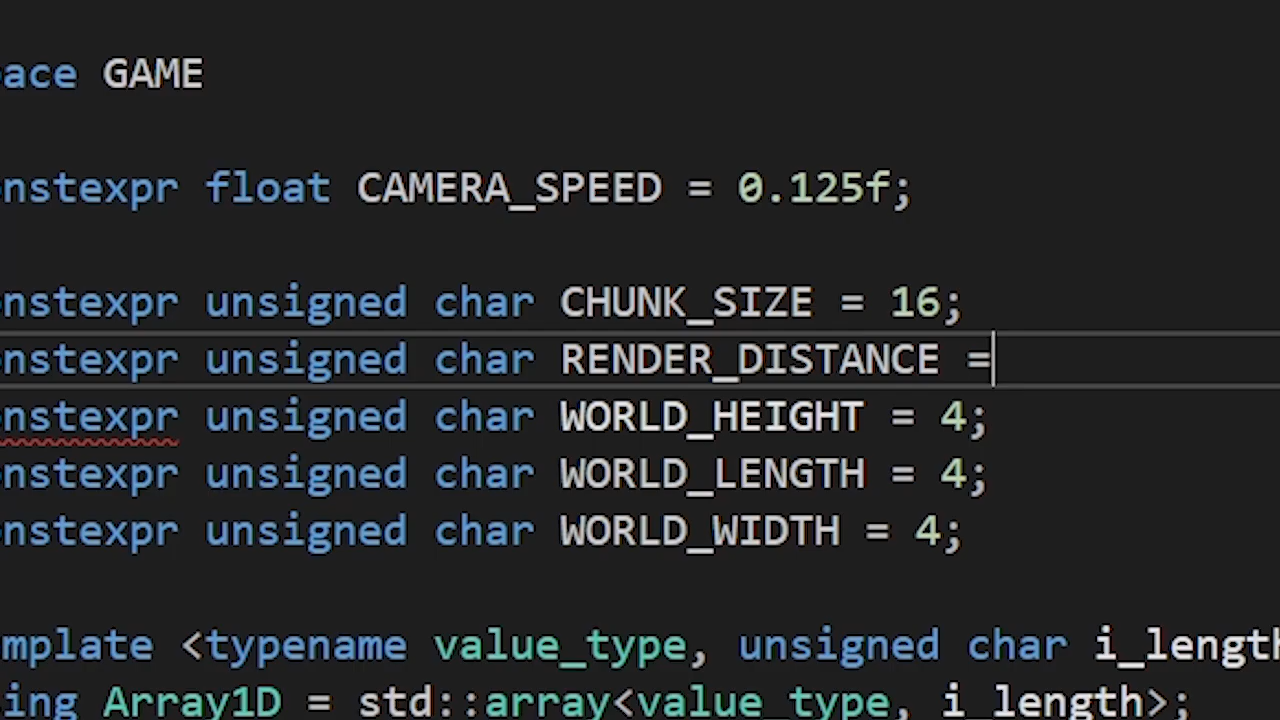 ace GAME
nstexpr float CAMERA_SPEED = 0.125f;
nstexpr unsigned char CHUNK_SIZE = 16;
nstexpr unsigned char RENDER_DISTANCE =
nstexpr unsigned char WORLD_HEIGHT = 4;
nstexpr unsigned char WORLD_LENGTH = 4;
nstexpr unsigned char WORLD_WIDTH = 4;
mplate <typename value_type, unsigned char i_length
ing Array1D = std::array<value_type, i_length>;